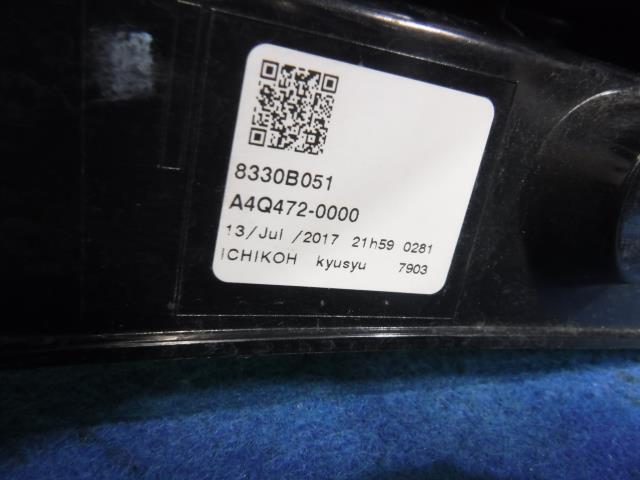 8330B051
A4Q472-0000
13/Jul /2017 21h59 0281
ICHIKOH kyusyu 7903